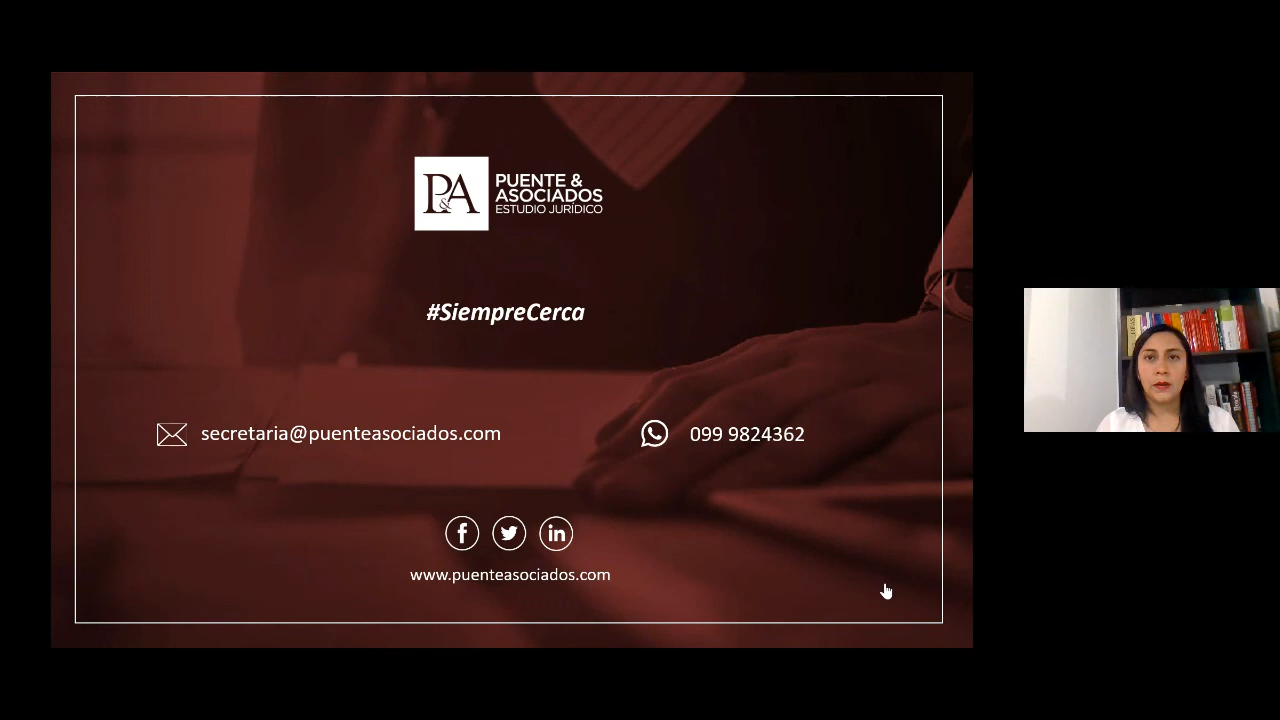 P&A
PUENTE &
ASOCIADOS
ESTUDIO JURÍDICO
#SiempreCerca
secretaria@puenteasociados.com
099 9824362
www.puenteasociados.com